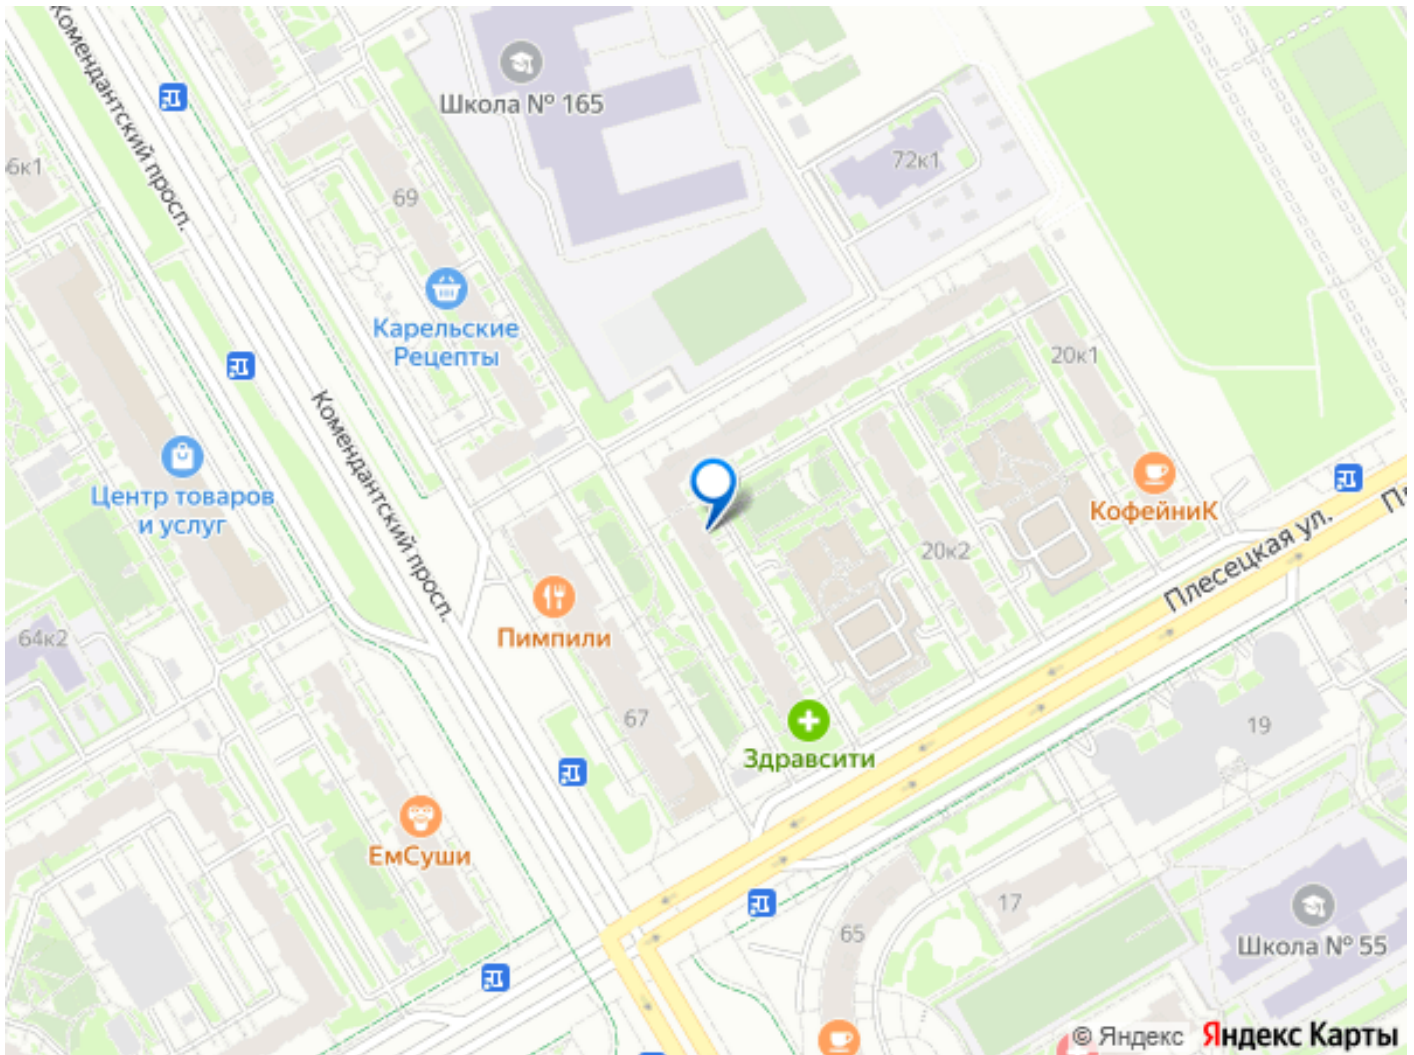 Комендантский просп.
Школа № 165
72к1
6к1
69
Карельские
Рецепты
20к1
Комендантский просп.
Центр товаров
и услуг
КофейниК
20к2
Плесецкая ул.
Пимпили
64к2
67
19
Здравсити
ЕмСуши
17
65
Школа № 55
© Яндекс Яндекс Карты